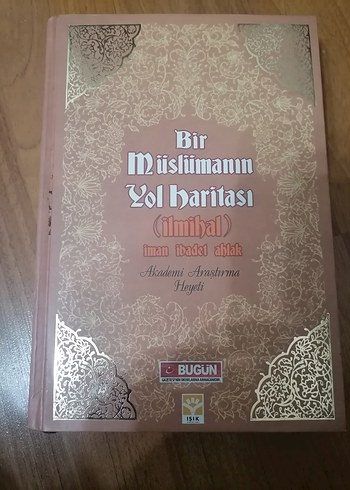 Bir
Müslümanın
Yol Haritası
(ilmihal)
iman ibadet ahlak
Akademi Araştırma
Heyeti
BUGÜN
IŞIK